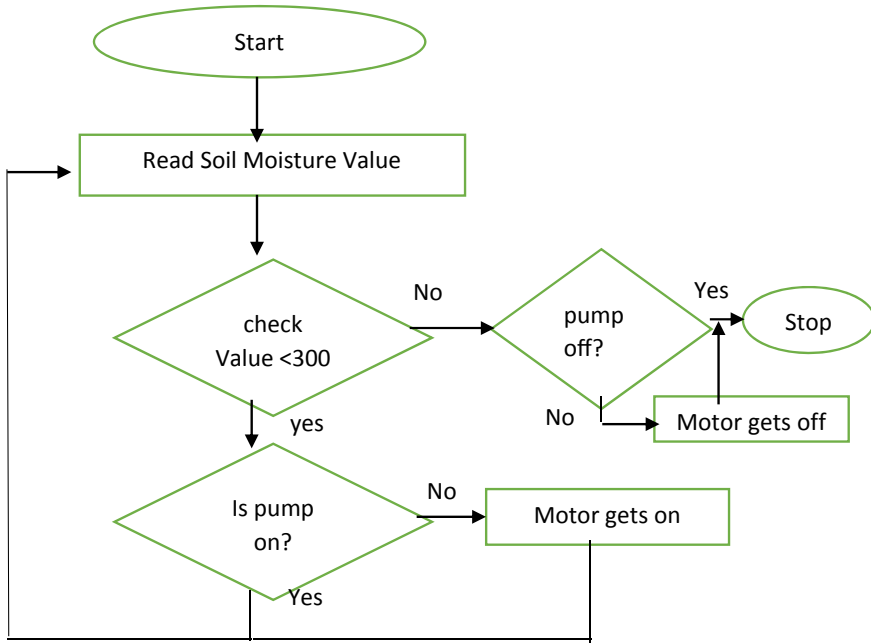 Start
Read Soil Moisture Value
check
Value <300
No
pump
off?
Yes
Stop
No
Motor gets off
yes
Is pump
on?
No
Motor gets on
Yes